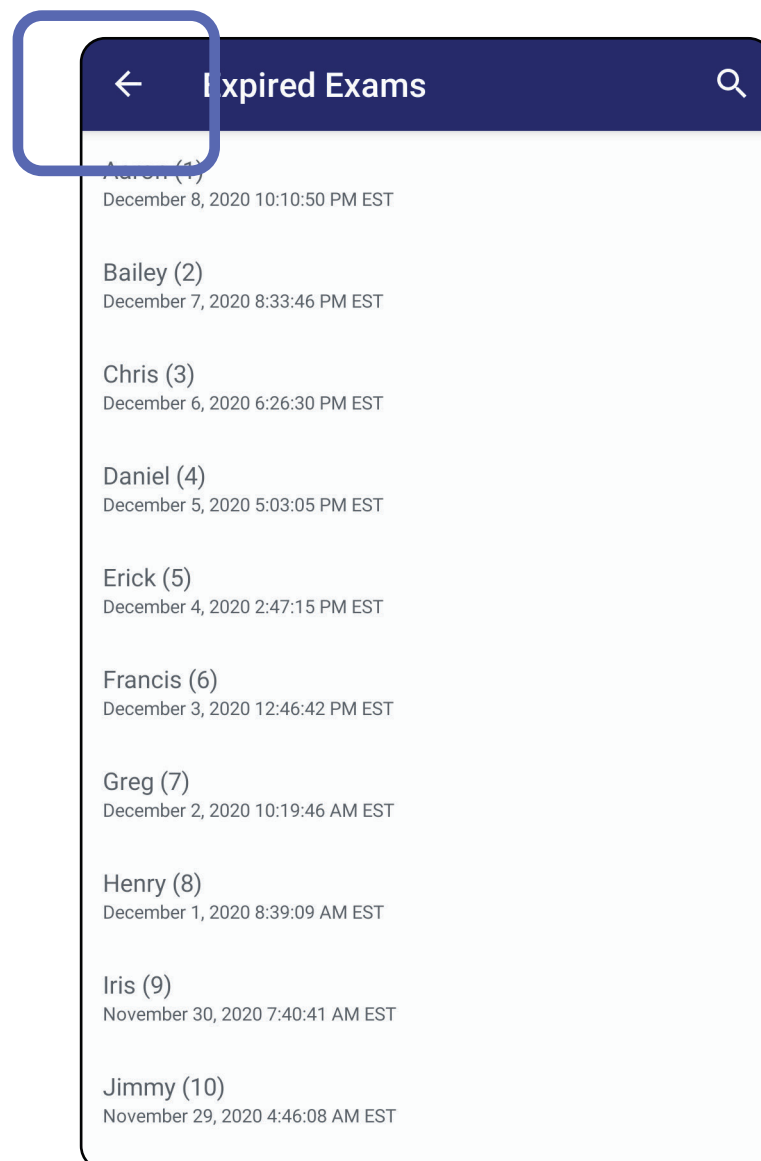 Expired Exams
Aaron (1)
December 8, 2020 10:10:50 PM EST
Bailey (2)
December 7, 2020 8:33:46 PM EST
Chris (3)
December 6, 2020 6:26:30 PM EST
Daniel (4)
December 5, 2020 5:03:05 PM EST
Erick (5)
December 4, 2020 2:47:15 PM EST
Francis (6)
December 3, 2020 12:46:42 PM EST
Greg (7)
December 2, 2020 10:19:46 AM EST
Henry (8)
December 1, 2020 8:39:09 AM EST
Iris (9)
November 30, 2020 7:40:41 AM EST
Jimmy (10)
November 29, 2020 4:46:08 AM EST